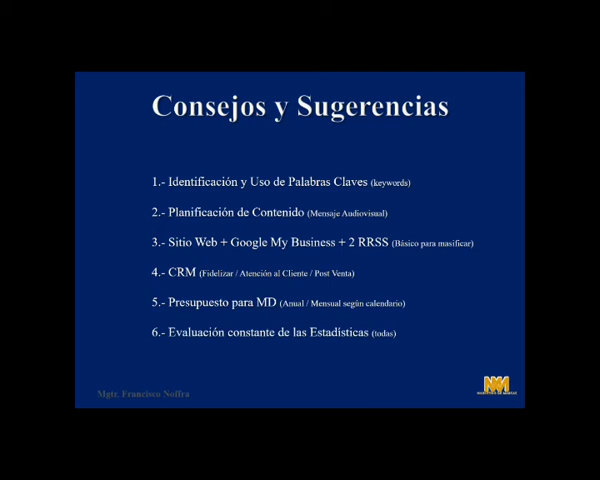 Consejos y Sugerencias
1.- Identificación y Uso de Palabras Claves (keywords)
2.- Planificación de Contenido (Mensaje Audiovisual)
3.- Sitio Web + Google My Business + 2 RRSS (Básico para masificar)
4.- CRM (Fidelizar / Atención al Cliente / Post Venta)
5.- Presupuesto para MD (Anual / Mensual según calendario)
6.- Evaluación constante de las Estadísticas (todas)
Mgtr. Francisco Noffra